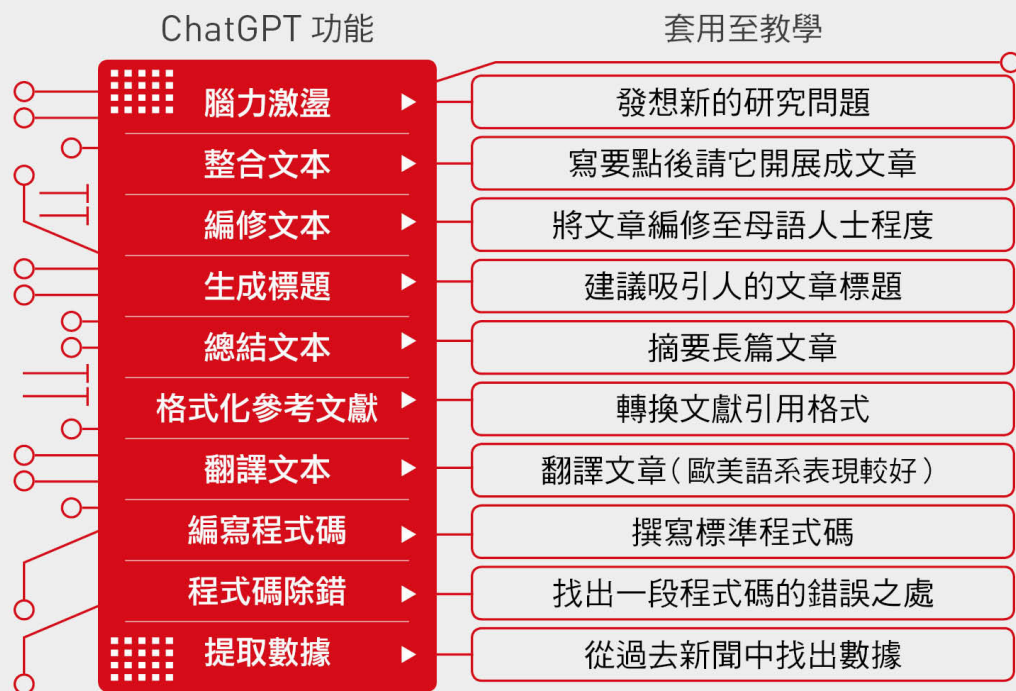 ChatGPT 功能
套用至教學
腦力激盪
發想新的研究問題
整合文本
寫要點後請它開展成文章
編修文本
將文章編修至母語人士程度
生成標題
建議吸引人的文章標題
總結文本
摘要長篇文章
格式化參考文獻
轉換文獻引用格式
翻譯文本
翻譯文章(歐美語系表現較好)
編寫程式碼
撰寫標準程式碼
程式碼除錯
找出一段程式碼的錯誤之處
提取數據
從過去新聞中找出數據